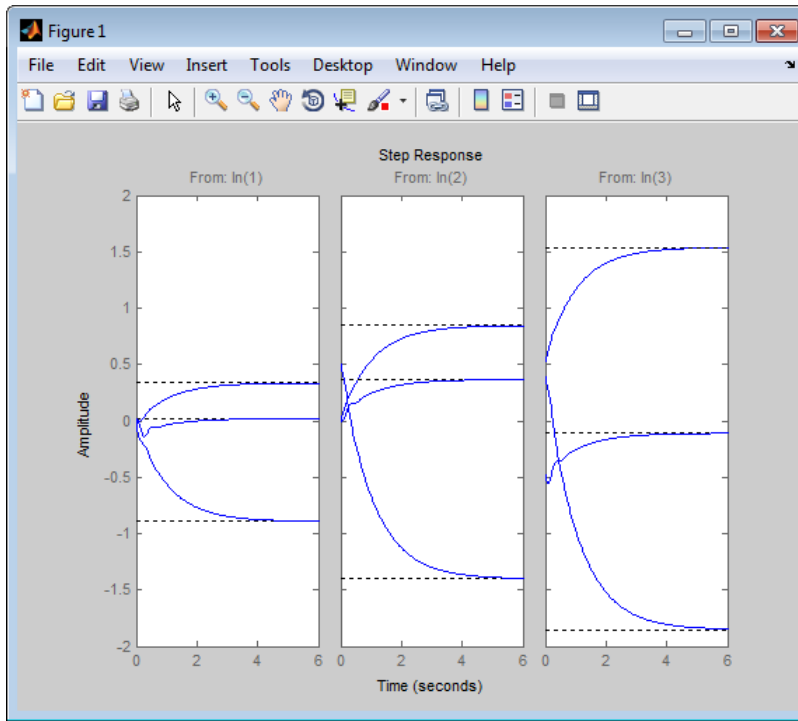 Figure 1
File Edit View Insert Tools Desktop Window Help
Step Response
From: In(1) From: In(2) From: In(3)
2
1.5
1
0.5
0
-0.5
-1
-1.5
-2
Amplitude
0 2 4 6 0 2 4 6 0 2 4 6
Time (seconds)